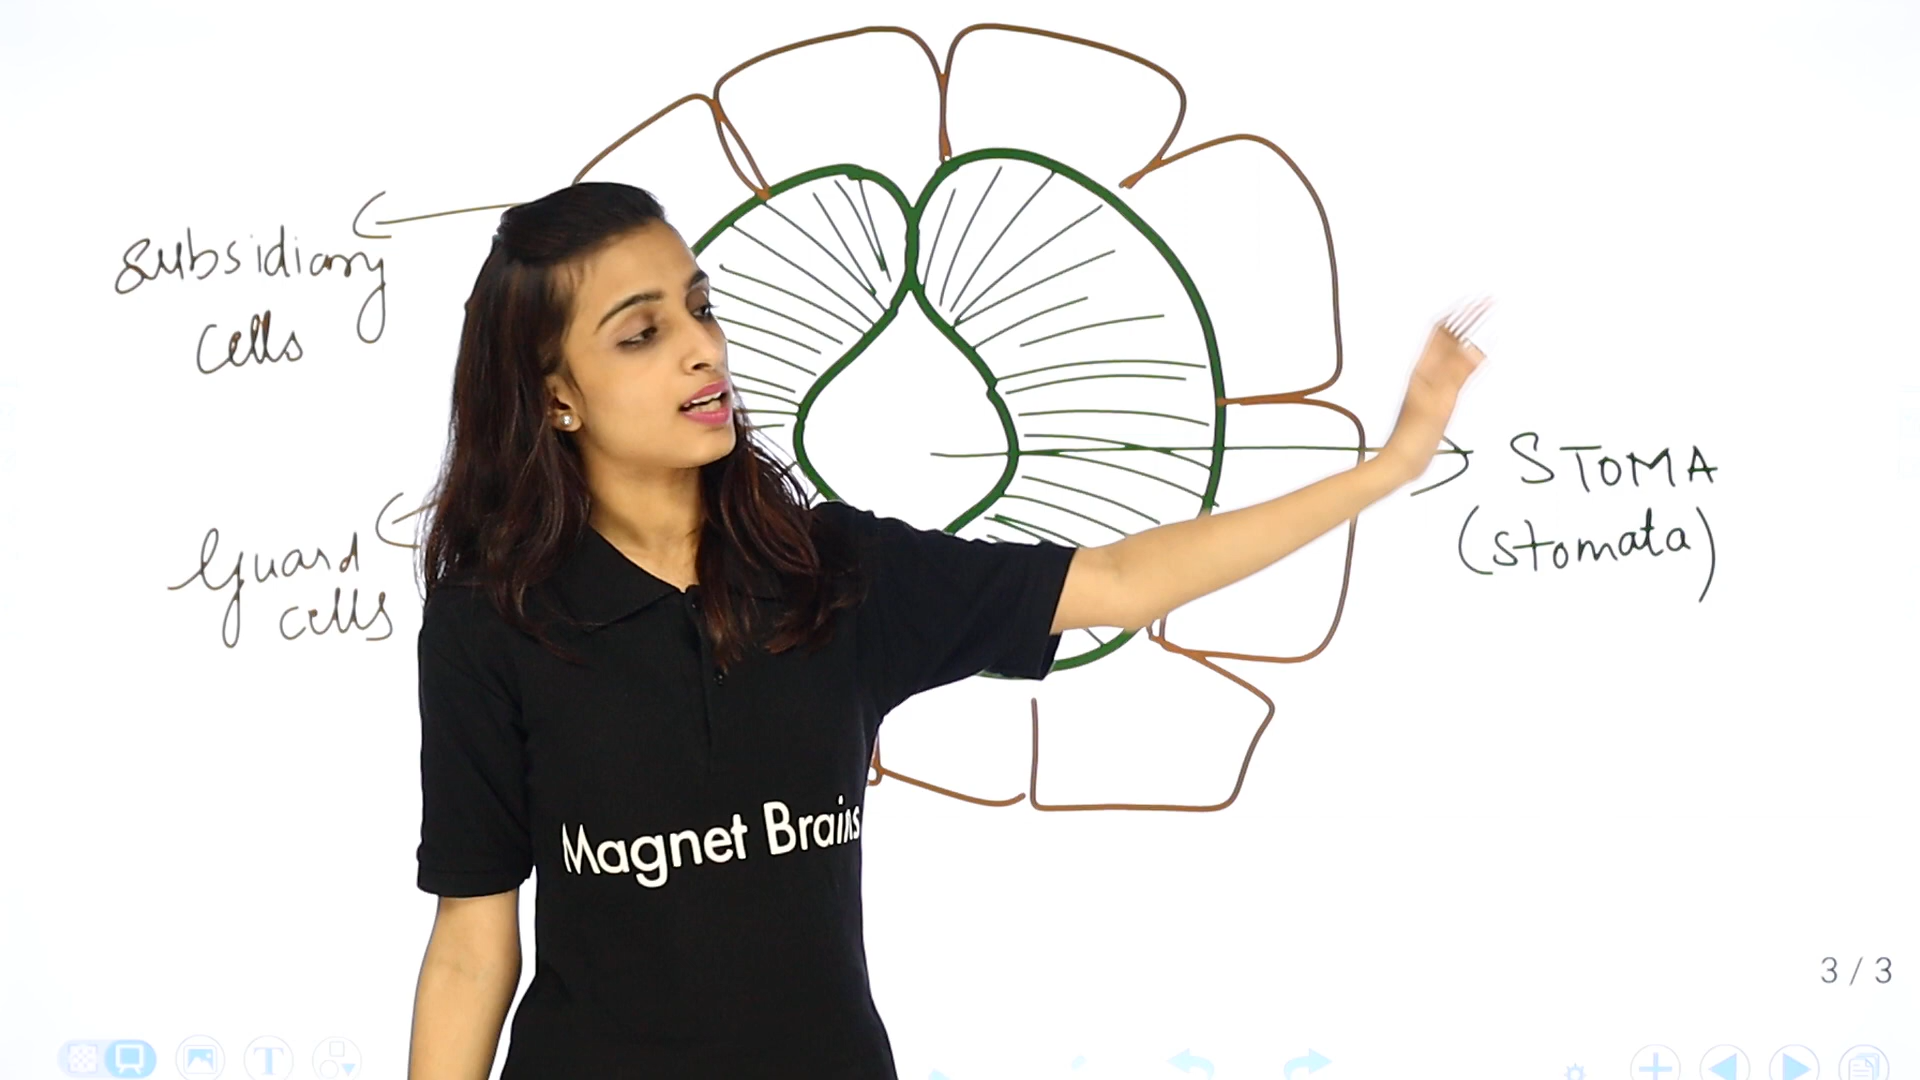 Subsidiary
cells
Guard
cells
STOMA
(stomata)
Magnet Brains
3 / 3
T